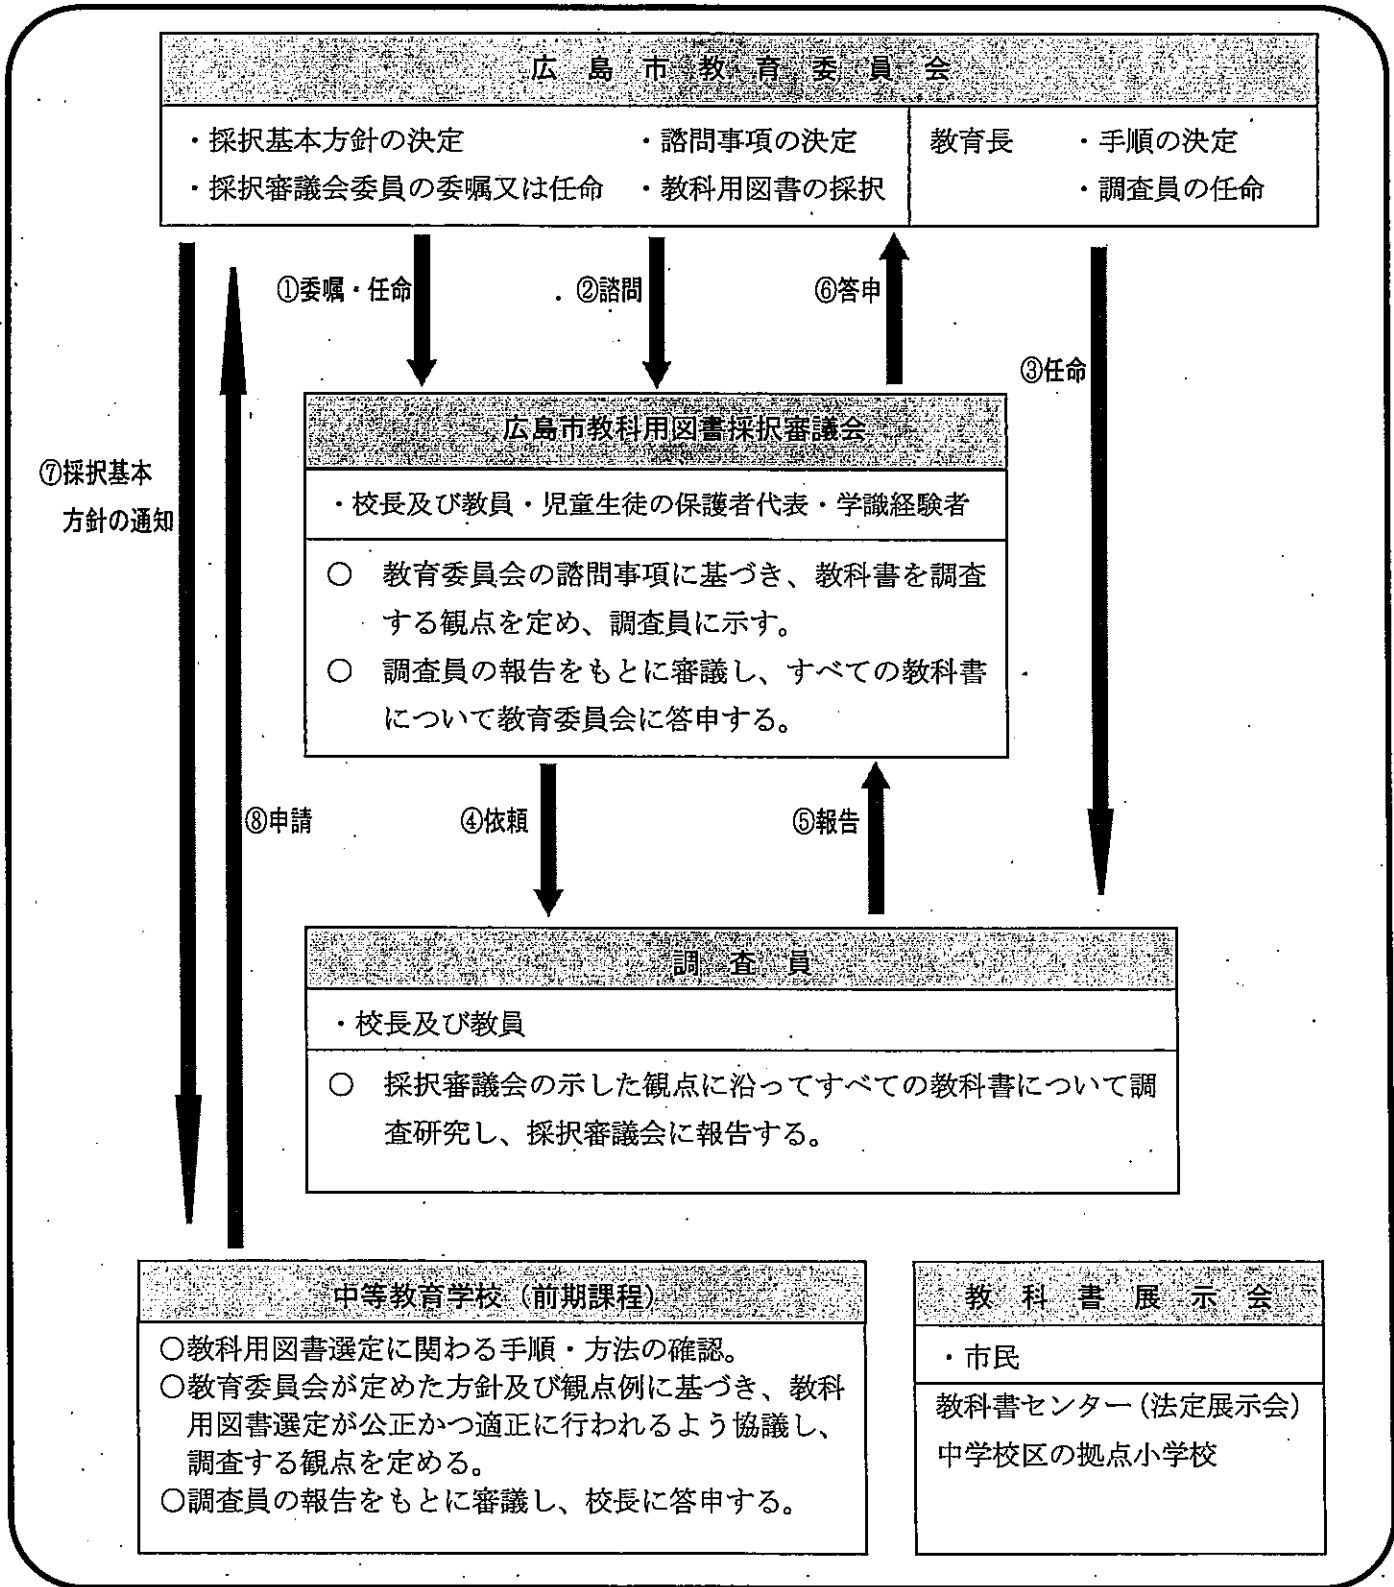 広島市教育委員会
・採択基本方針の決定 ・諮問事項の決定 教育長 ・手順の決定
・採択審議会委員の委嘱又は任命 ・教科用図書の採択 ・調査員の任命
①委嘱・任命 ②諮問 ⑥答申
③任命
広島市教科用図書採択審議会
⑦採択基本
方針の通知
・校長及び教員・児童生徒の保護者代表・学識経験者
○ 教育委員会の諮問事項に基づき、教科書を調査
する観点を定め、調査員に示す。
○ 調査員の報告をもとに審議し、すべての教科書
について教育委員会に答申する。
⑧申請 ④依頼 ⑤報告
調査員
・校長及び教員
○ 採択審議会の示した観点に沿ってすべての教科書について調
査研究し、採択審議会に報告する。
中等教育学校(前期課程)
○教科用図書選定に関わる手順・方法の確認。
○教育委員会が定めた方針及び観点例に基づき、教科
用図書選定が公正かつ適正に行われるよう協議し、
調査する観点を定める。
○調査員の報告をもとに審議し、校長に答申する。
教科書展示会
・市民
教科書センター(法定展示会)
中学校区の拠点小学校